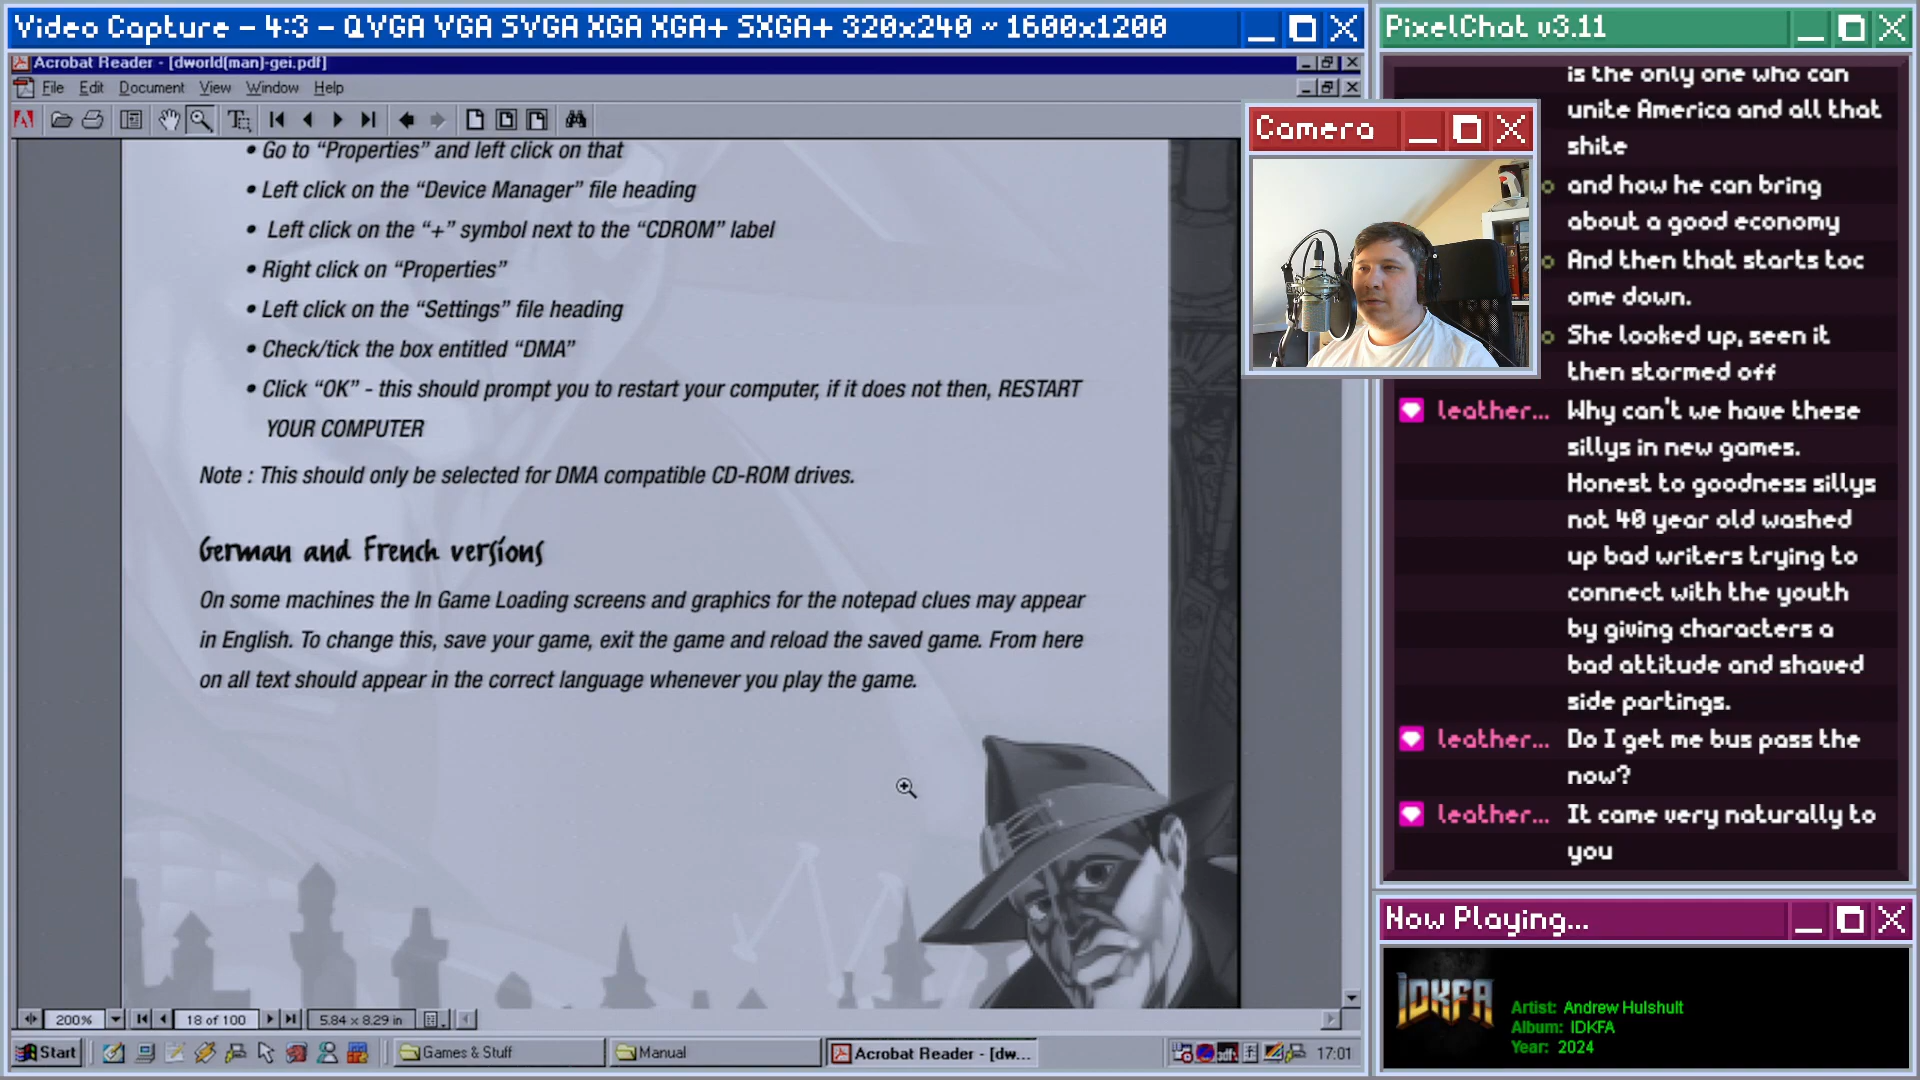 Video Capture - 4:3 - QVGA VGA SVGA XGA XGA+ SXGA+ 320x240 ~ 1600x1200
Acrobat Reader - [dworld(man)-gei.pdf]
File Edit Document View Window Help
• Go to “Properties” and left click on that
• Left click on the “Device Manager” file heading
• Left click on the “+” symbol next to the “CDROM” label
• Right click on “Properties”
• Left click on the “Settings” file heading
• Check/tick the box entitled “DMA”
• Click “OK” - this should prompt you to restart your computer, if it does not then, RESTART
YOUR COMPUTER
Note : This should only be selected for DMA compatible CD-ROM drives.
German and French versions
On some machines the In Game Loading screens and graphics for the notepad clues may appear
in English. To change this, save your game, exit the game and reload the saved game. From here
on all text should appear in the correct language whenever you play the game.
200% 18 of 100 5.84 x 8.29 in
Start Games & Stuff Manual Acrobat Reader - [dw... 17:01
Camera
PixelChat v3.11
is the only one who can
unite America and all that
shite
and how he can bring
about a good economy
And then that starts toc
ome down.
She looked up, seen it
then stormed off
leather... Why can't we have these
sillys in new games.
Honest to goodness sillys
not 40 year old washed
up bad writers trying to
connect with the youth
by giving characters a
bad attitude and shaved
side partings.
leather... Do I get me bus pass the
now?
leather... It came very naturally to
you
Now Playing...
IDKFA
Artist: Andrew Hulshult
Album: IDKFA
Year: 2024